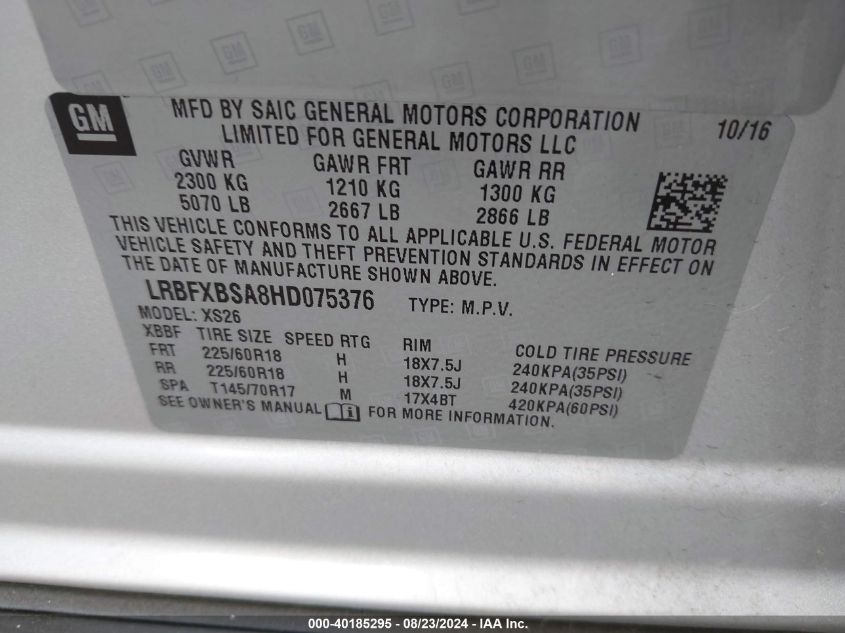 GM
MFD BY SAIC GENERAL MOTORS CORPORATION
LIMITED FOR GENERAL MOTORS LLC
10/16
GVWR GAWR FRT GAWR RR
2300 KG 1210 KG 1300 KG
5070 LB 2667 LB 2866 LB
THIS VEHICLE CONFORMS TO ALL APPLICABLE U.S. FEDERAL MOTOR
VEHICLE SAFETY AND THEFT PREVENTION STANDARDS IN EFFECT ON
THE DATE OF MANUFACTURE SHOWN ABOVE.
LRBFXBSA8HD075376 TYPE: M.P.V.
MODEL: XS26
XBBF TIRE SIZE SPEED RTG RIM COLD TIRE PRESSURE
FRT 225/60R18 H 18X7.5J 240KPA(35PSI)
RR 225/60R18 H 18X7.5J 240KPA(35PSI)
SPA T145/70R17 M 17X4BT 420KPA(60PSI)
SEE OWNER'S MANUAL i FOR MORE INFORMATION.
000-40185295 - 08/23/2024 - IAA Inc.